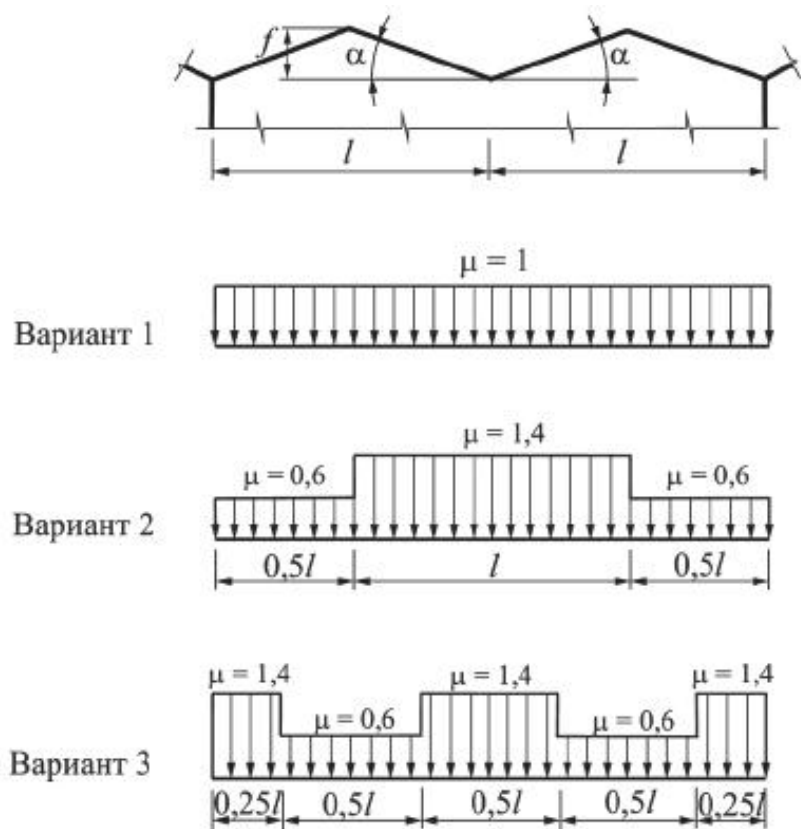 f α α
l l
μ = 1
Вариант 1
μ = 1,4
μ = 0,6 μ = 0,6
Вариант 2
0,5l l 0,5l
μ = 1,4 μ = 1,4 μ = 1,4
μ = 0,6 μ = 0,6
Вариант 3
0,25l 0,5l 0,5l 0,5l 0,25l